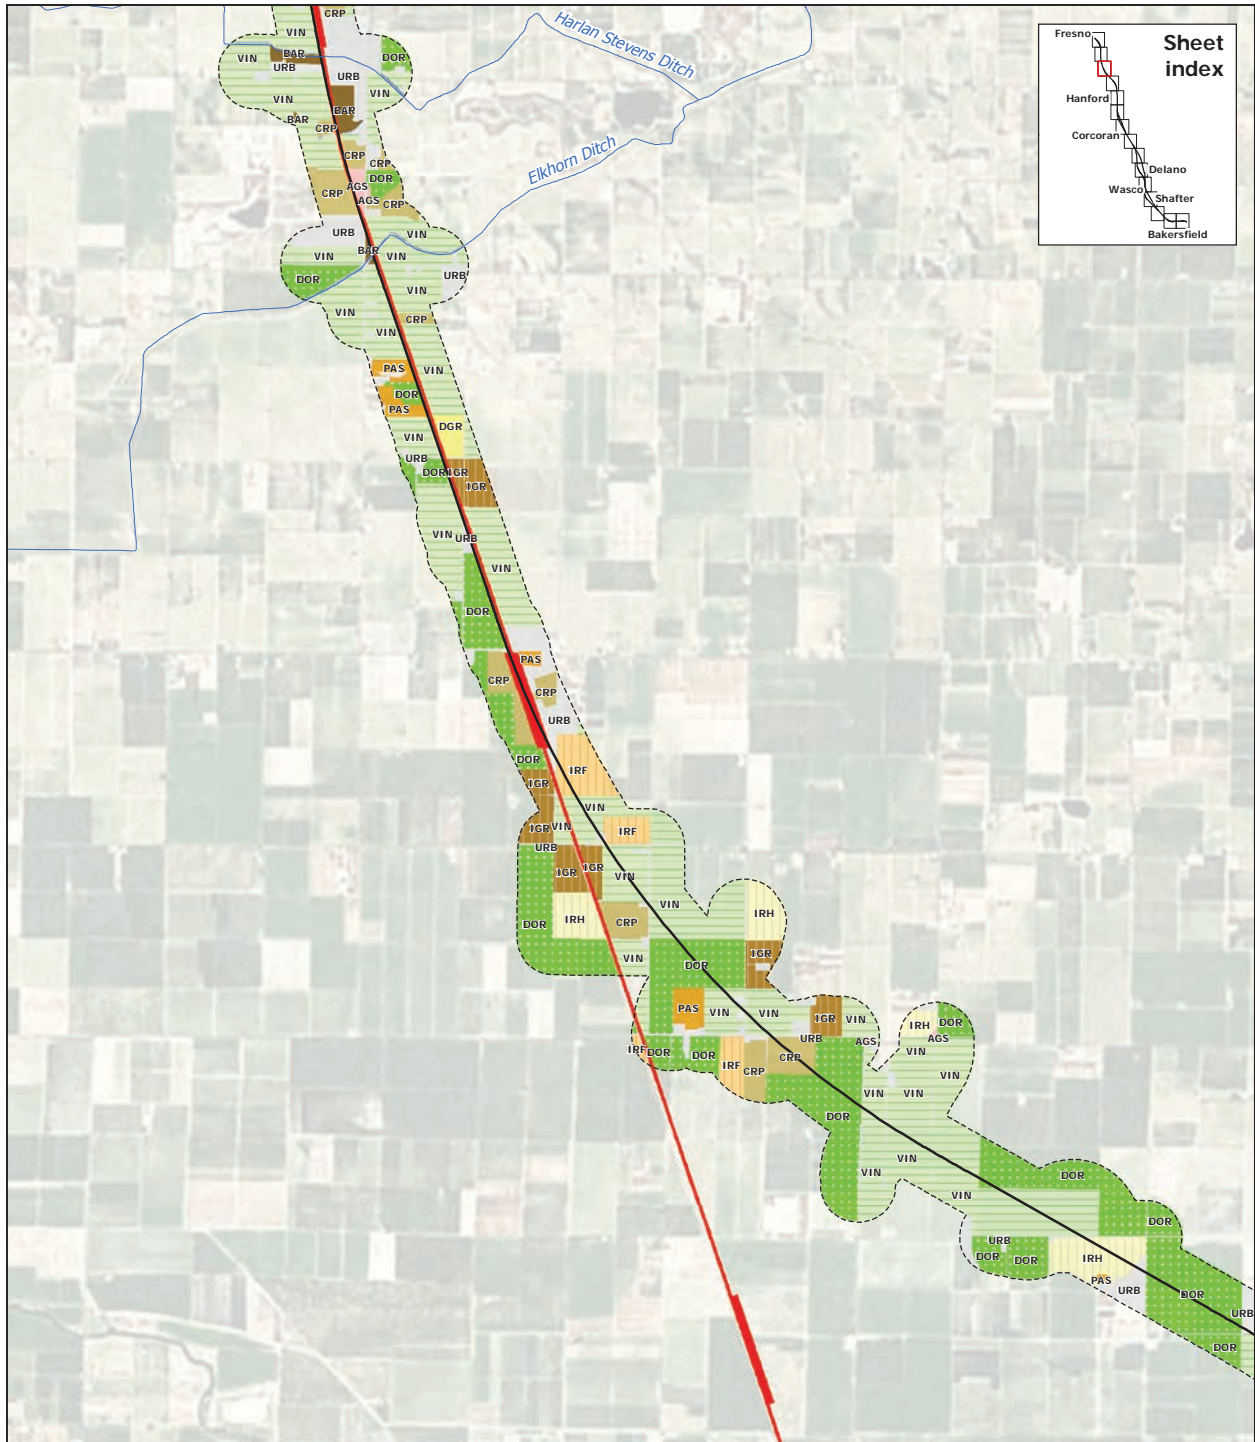 CRP
VIN
BAR
VIN
DOR
URB
URB
VIN
VIN
BAR
BAR
CRP
CRP
CRP
DOR
AGS
CRP
AGS
CRP
URB
VIN
BAR
VIN
VIN
URB
DOR
VIN
VIN
CRP
VIN
PAS
VIN
DOR
PAS
DGR
VIN
URB
DOR
IGR
IGR
VIN
URB
VIN
DOR
PAS
CRP
CRP
URB
DOR
IRF
IGR
VIN
IGR
VIN
IRF
URB
IGR
IGR
VIN
VIN
IRH
DOR
IRH
CRP
VIN
IGR
DOR
PAS
VIN
VIN
IGR
VIN
IRH
DOR
URB
AGS
AGS
IRF
DOR
DOR
VIN
CRP
IRF
CRP
VIN
VIN
VIN
DOR
VIN
VIN
DOR
VIN
DOR
URB
DOR
DOR
IRH
PAS
URB
DOR
URB
DOR
Harlan Stevens Ditch
Elkhorn Ditch
Sheet
index
Fresno
Hanford
Corcoran
Delano
Wasco
Shafter
Bakersfield